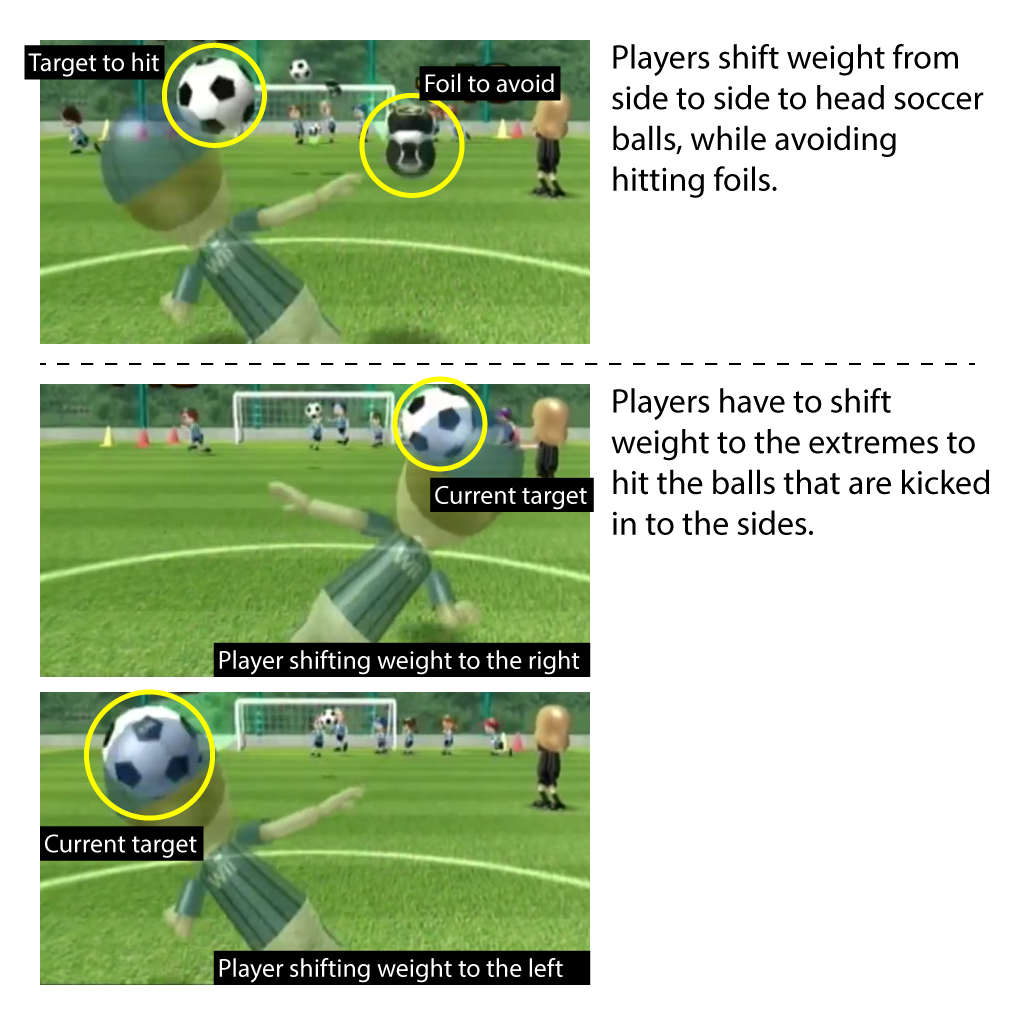 Target to hit
Foil to avoid
Players shift weight from
side to side to head soccer
balls, while avoiding
hitting foils.
Players have to shift
weight to the extremes to
hit the balls that are kicked
in to the sides.
Current target
Wii
Player shifting weight to the right
Current target
Wii
Player shifting weight to the left